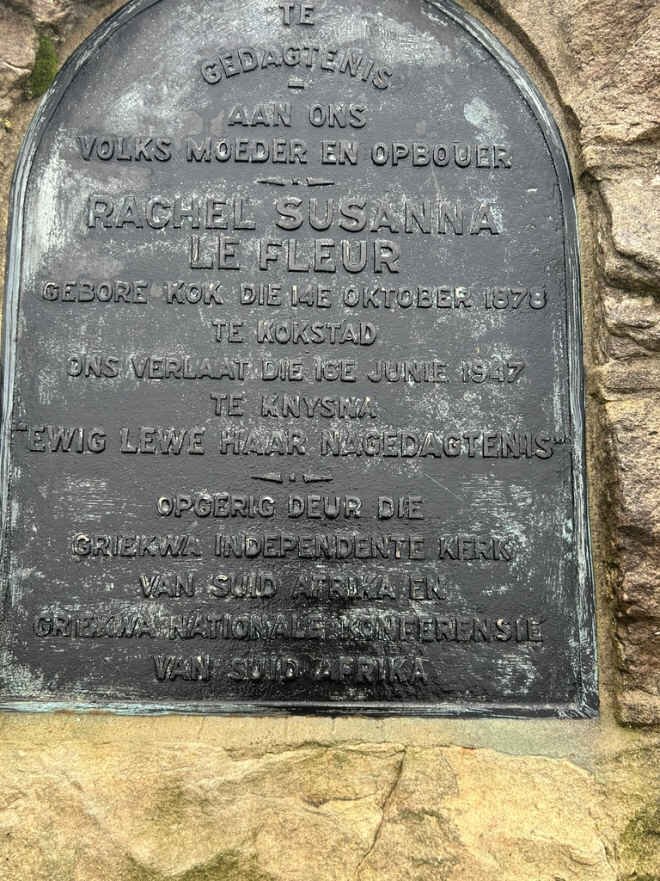 TE
GEDAGTENIS
AAN ONS
VOLKS MOEDER EN OPBOUER
RACHEL SUSANNA
LE FLEUR
GEBORE KOK DIE 14E OKTOBER 1878
TE KOKSTAD
ONS VERLAAT DIE 16E JUNIE 1947
TE KNYSNA
"EWIG LEWE HAAR NAGEDAGTENIS"
OPGERIG DEUR DIE
GRIEKWA INDEPENDENTE KERK
VAN SUID AFRIKA EN
GRIEKWA NATIONALE KONFERENSIE
VAN SUID AFRIKA